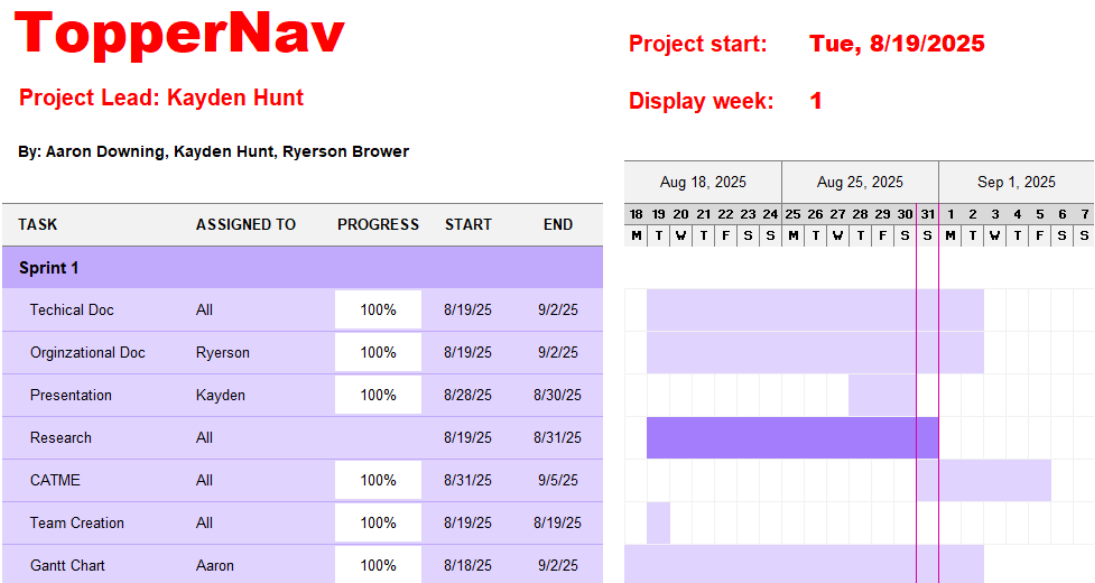 TopperNav
Project Lead: Kayden Hunt
By: Aaron Downing, Kayden Hunt, Ryerson Brower
Project start: Tue, 8/19/2025
Display week: 1
Aug 18, 2025 Aug 25, 2025 Sep 1, 2025
18 19 20 21 22 23 24 25 26 27 28 29 30 31 1 2 3 4 5 6 7
M T W T F S S M T W T F S S M T W T F S S
TASK ASSIGNED TO PROGRESS START END
Sprint 1
Techical Doc All 100% 8/19/25 9/2/25
Orginzational Doc Ryerson 100% 8/19/25 9/2/25
Presentation Kayden 100% 8/28/25 8/30/25
Research All 8/19/25 8/31/25
CATME All 100% 8/31/25 9/5/25
Team Creation All 100% 8/19/25 8/19/25
Gantt Chart Aaron 100% 8/18/25 9/2/25